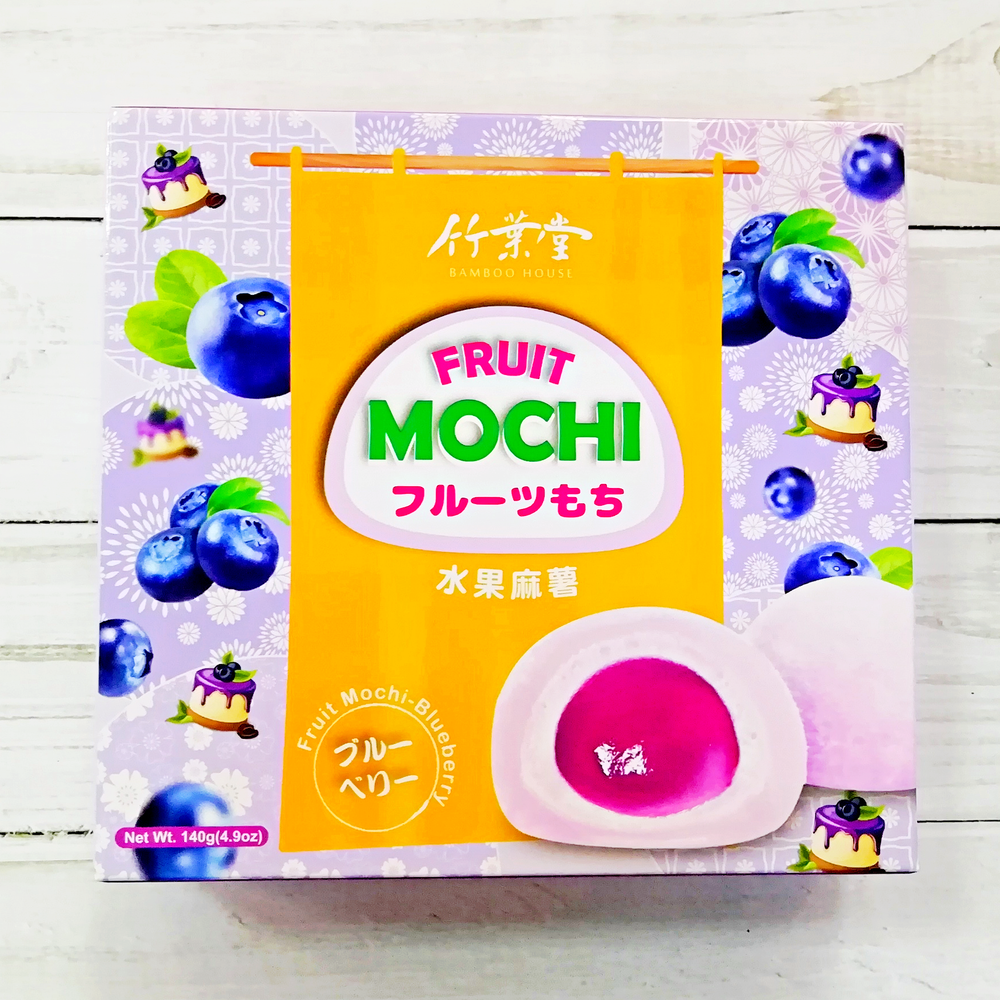 竹葉堂
BAMBOO HOUSE
FRUIT
MOCHI
フルーツもち
水果麻薯
Fruit Mochi-Blueberry
ブルー
ベリー
Net Wt. 140g(4.9oz)